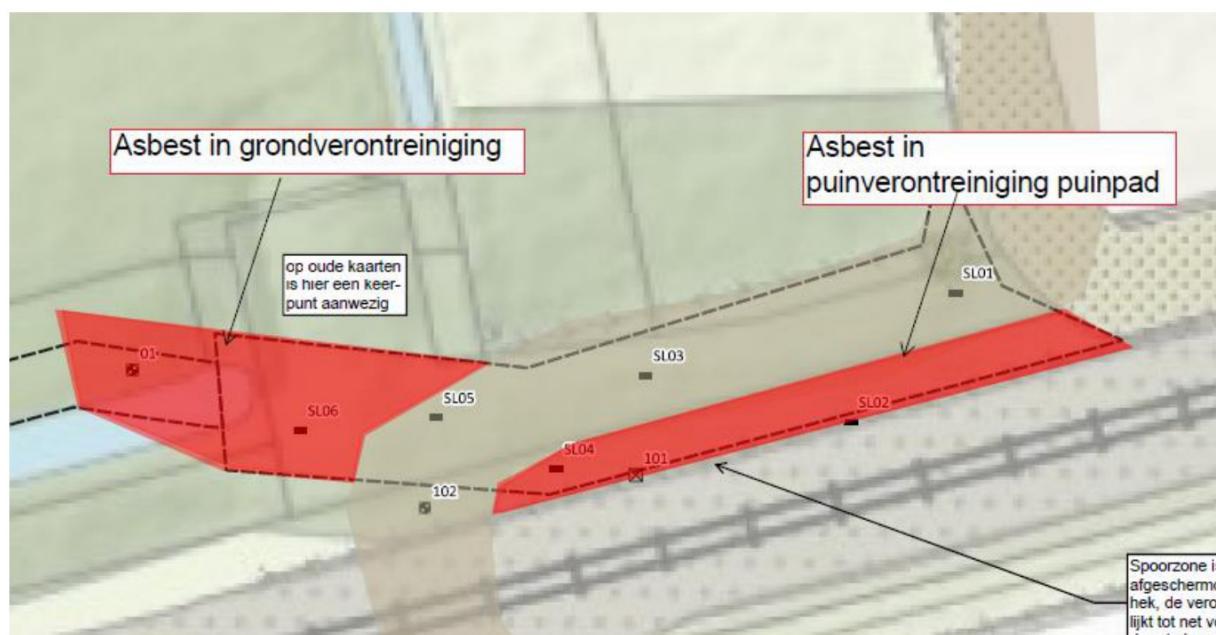 Asbest in grondverontreiniging
Asbest in
puinverontreiniging puinpad
op oude kaarten
is hier een keer-
punt aanwezig
SL01
01
SL03
SL05
SL02
SL06
SL04
101
102
Spoorzone is
afgescherm
hek, de vero
lijkt tot net v